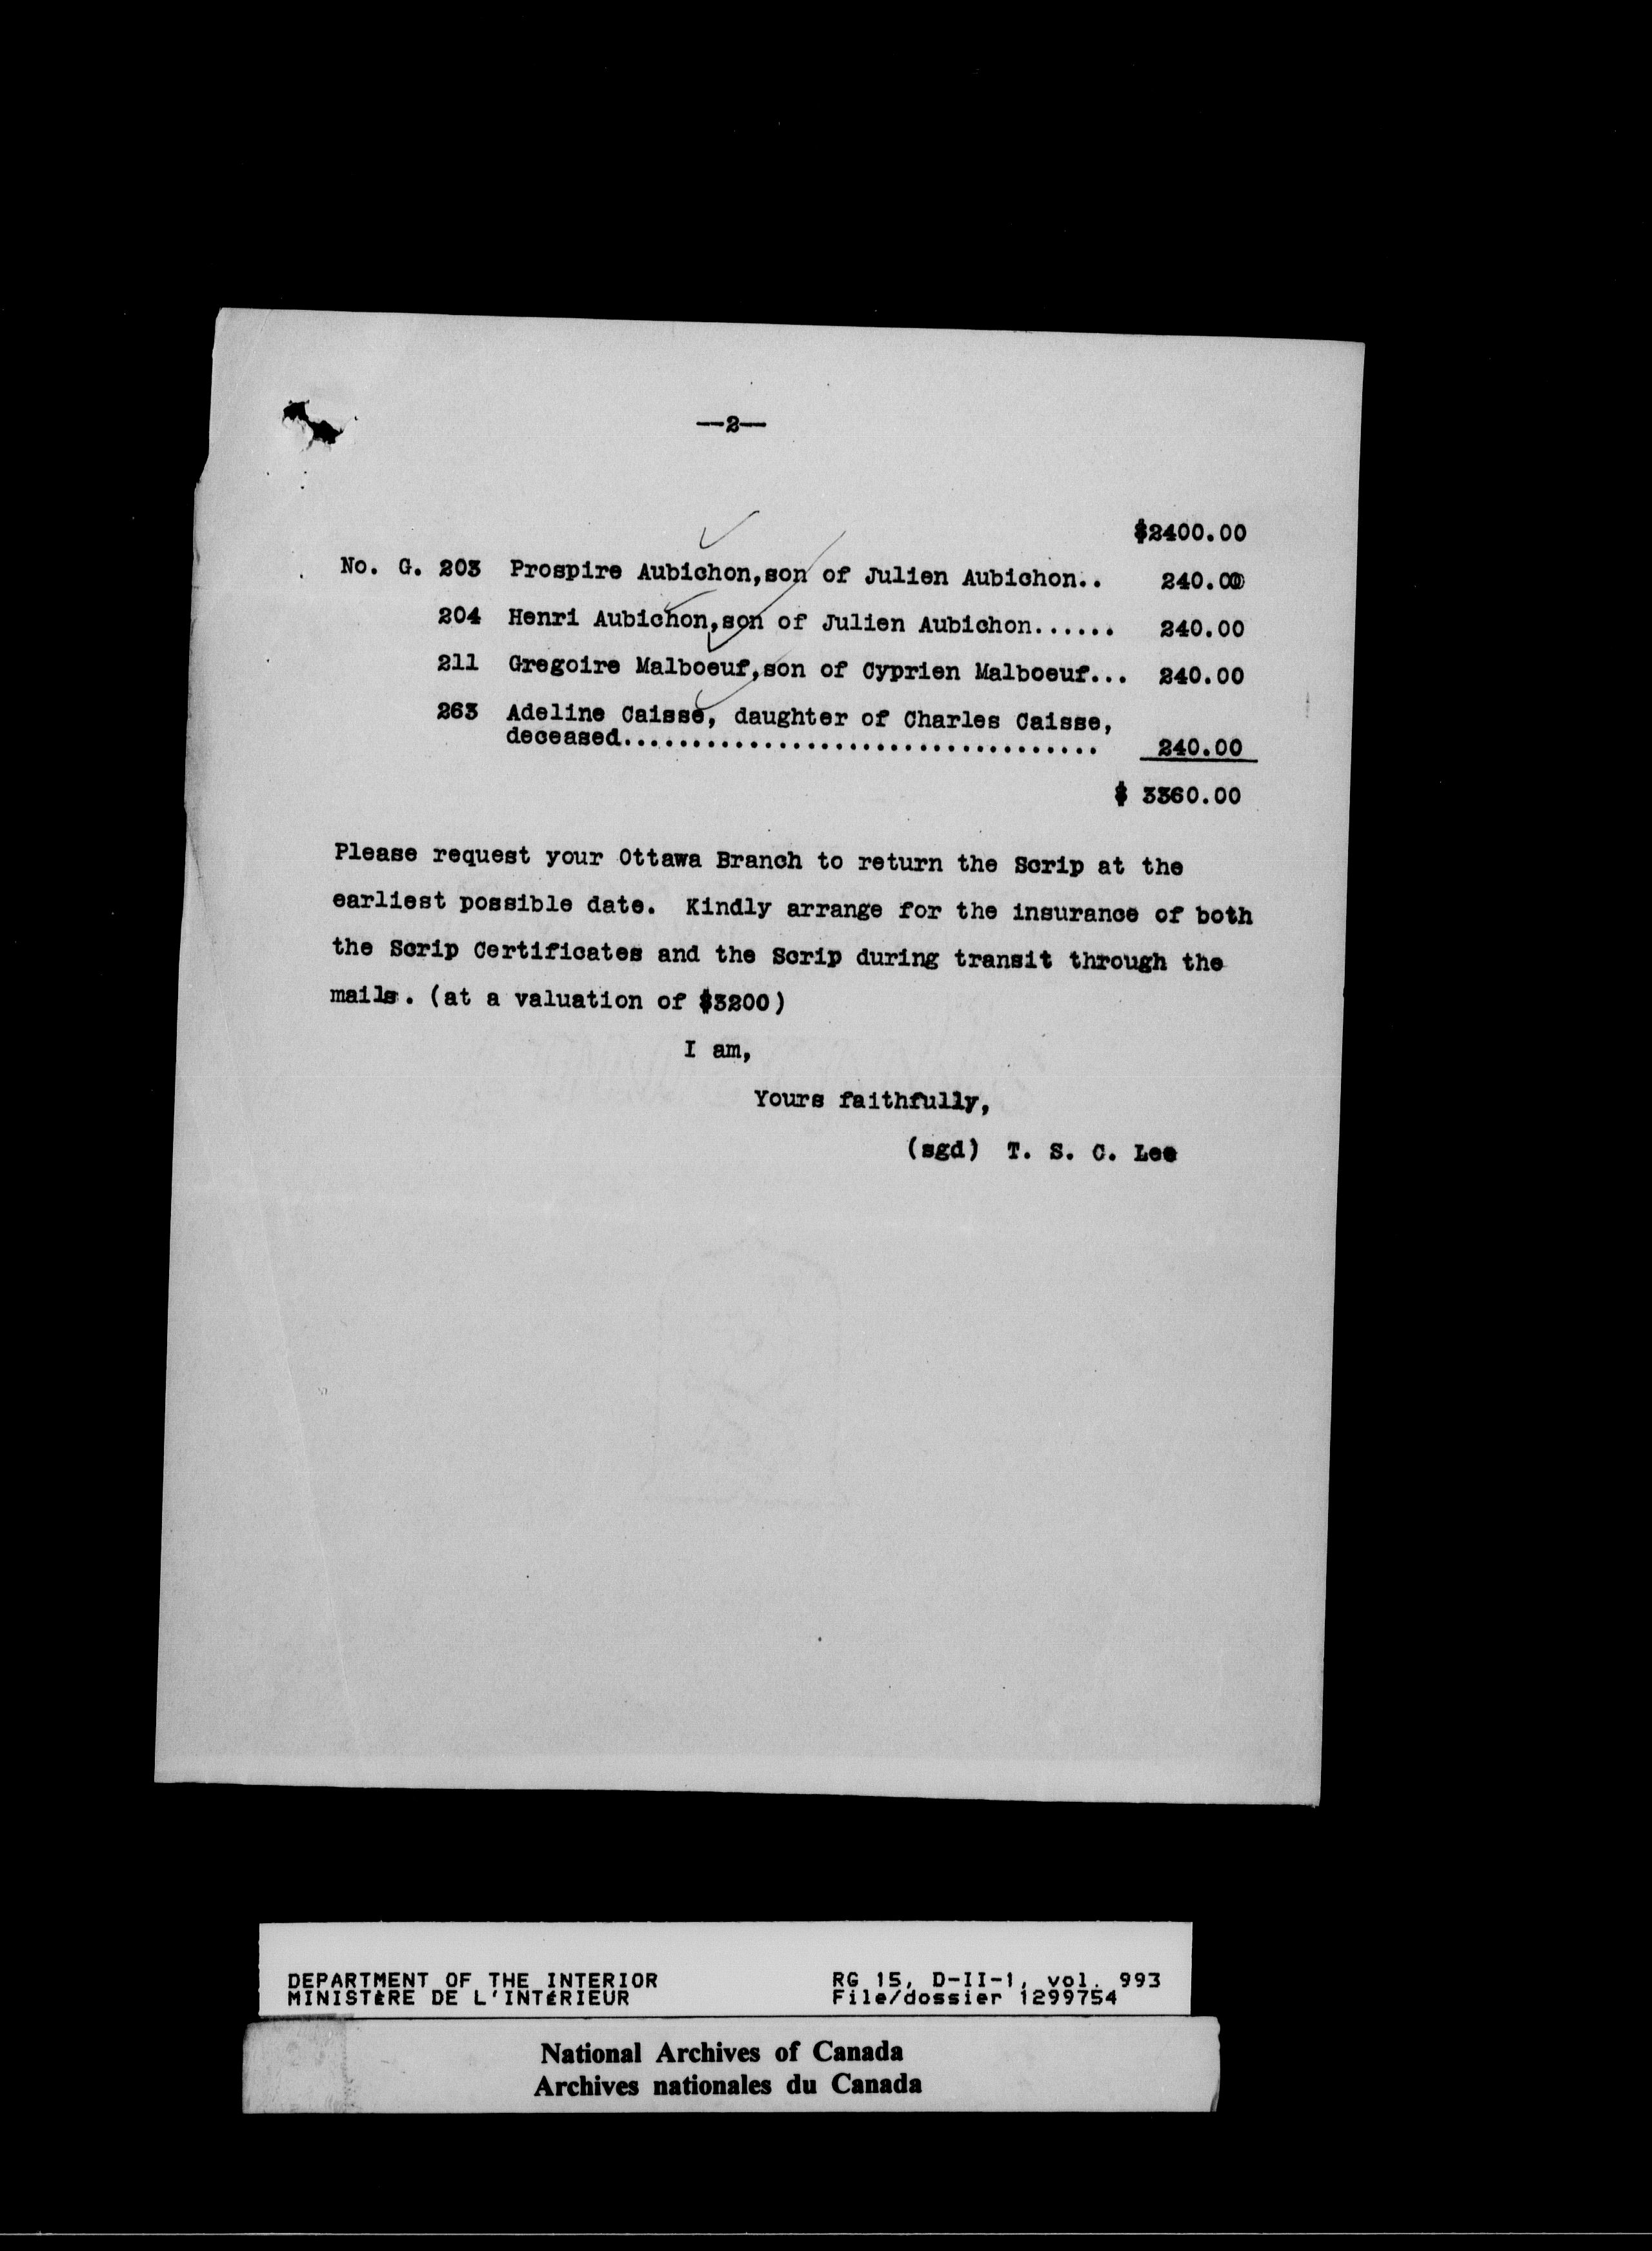 —2—
$2400.00
No. G. 203 Prospire Aubichon,son of Julien Aubichon.. 240.00
204 Henri Aubichon,son of Julien Aubichon...... 240.00
211 Gregoire Malboeuf,son of Cyprien Malboeuf... 240.00
263 Adeline Caisse, daughter of Charles Caisse,
deceased.................................. 240.00
$ 3360.00
Please request your Ottawa Branch to return the Scrip at the
earliest possible date. Kindly arrange for the insurance of both
the Scrip Certificates and the Scrip during transit through the
mails. (at a valuation of $3200)
I am,
Yours faithfully,
(sgd) T. S. C. Lee
DEPARTMENT OF THE INTERIOR RG 15, D-II-1, vol. 993
MINISTÈRE DE L'INTÉRIEUR File/dossier 1299754
National Archives of Canada
Archives nationales du Canada